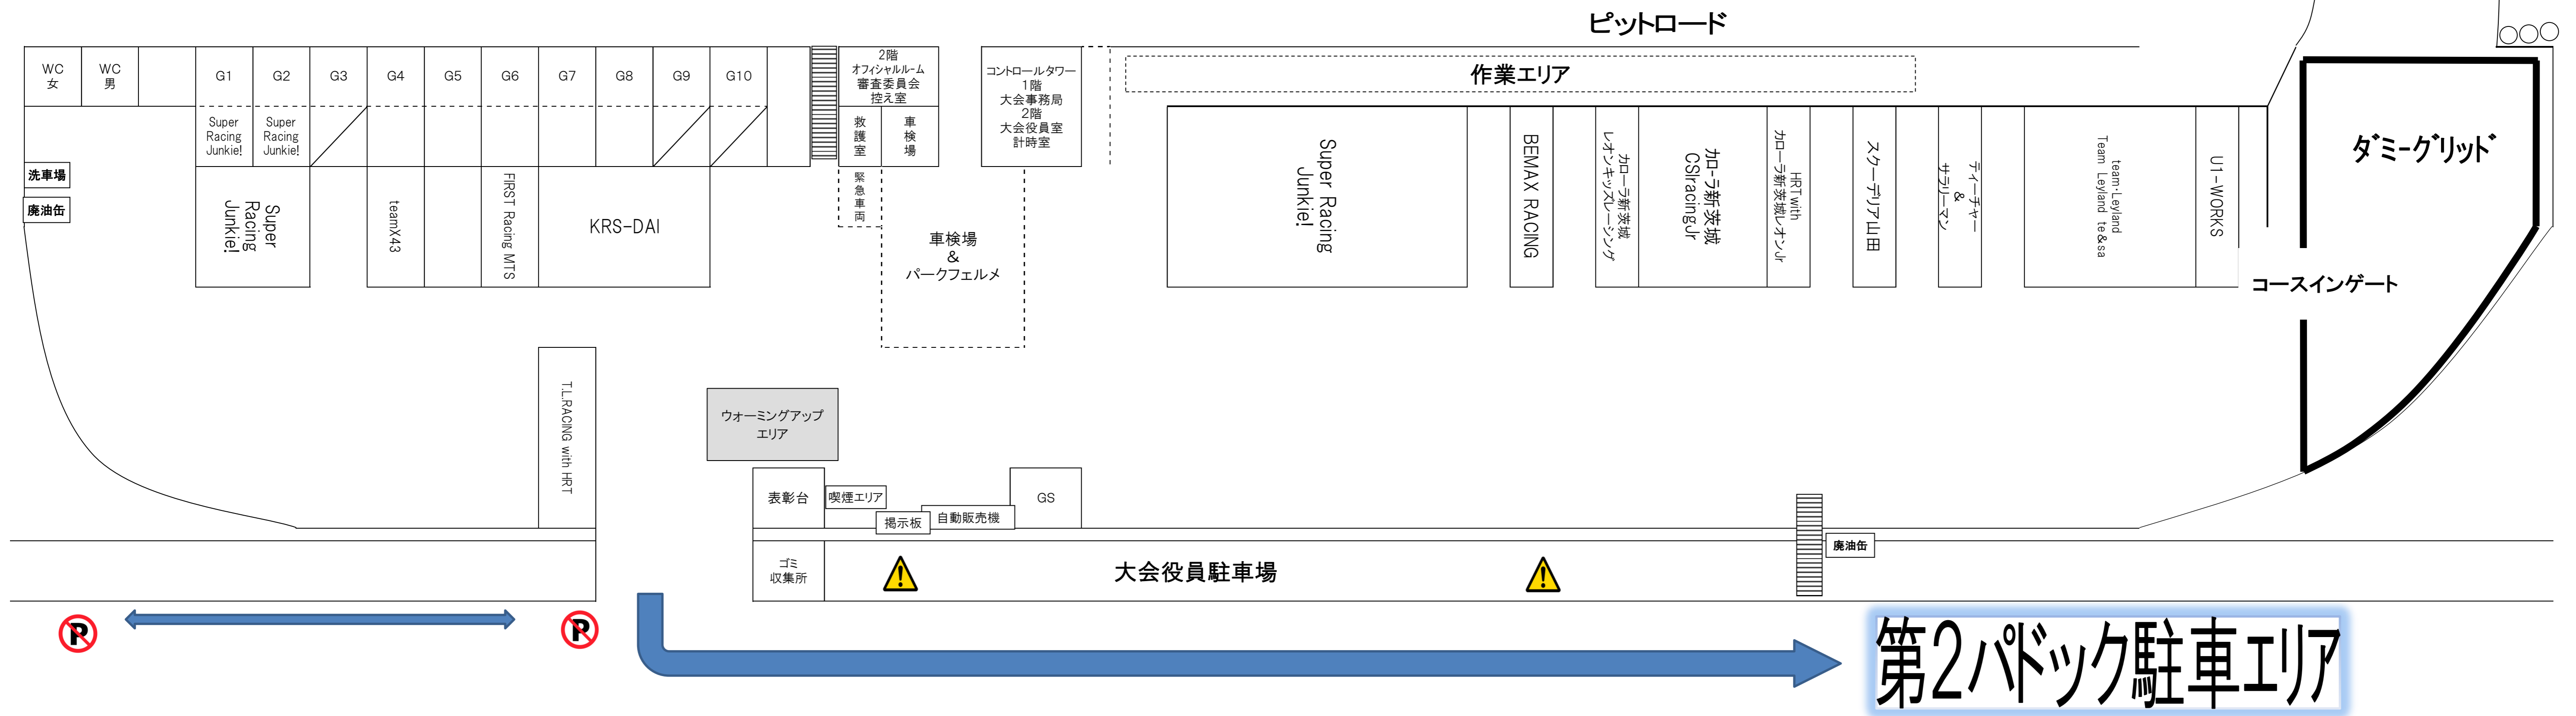 ピットロード
WC
女
WC
男
G1
G2
G3
G4
G5
G6
G7
G8
G9
G10
2階
オフィシャルルーム
審査委員会
控え室
コントロールタワー
1階
大会事務局
2階
大会役員室
計時室
作業エリア
Super
Racing
Junkie!
Super
Racing
Junkie!
救護室
車検場
洗車場
廃油缶
Super
Racing
Junkie!
teamX43
FIRST Racing MTS
KRS-DAI
緊急車両
車検場
&
パークフェルメ
Super Racing
Junkie!
BEMAX RACING
カローラ新茨城
レオンキッズレーシング
カローラ新茨城
CSIracingJr
HRT with
カローラ新茨城レオンJr
スクーデリア山田
ティーチャー
&
サラリーマン
team·Leyland
Team Leyland te&sa
U1-WORKS
ダミーグリッド
コースインゲート
T.L.RACING with HRT
ウォーミングアップ
エリア
表彰台
喫煙エリア
掲示板
自動販売機
GS
ゴミ
収集所
大会役員駐車場
廃油缶
P
P
第2パドック駐車エリア